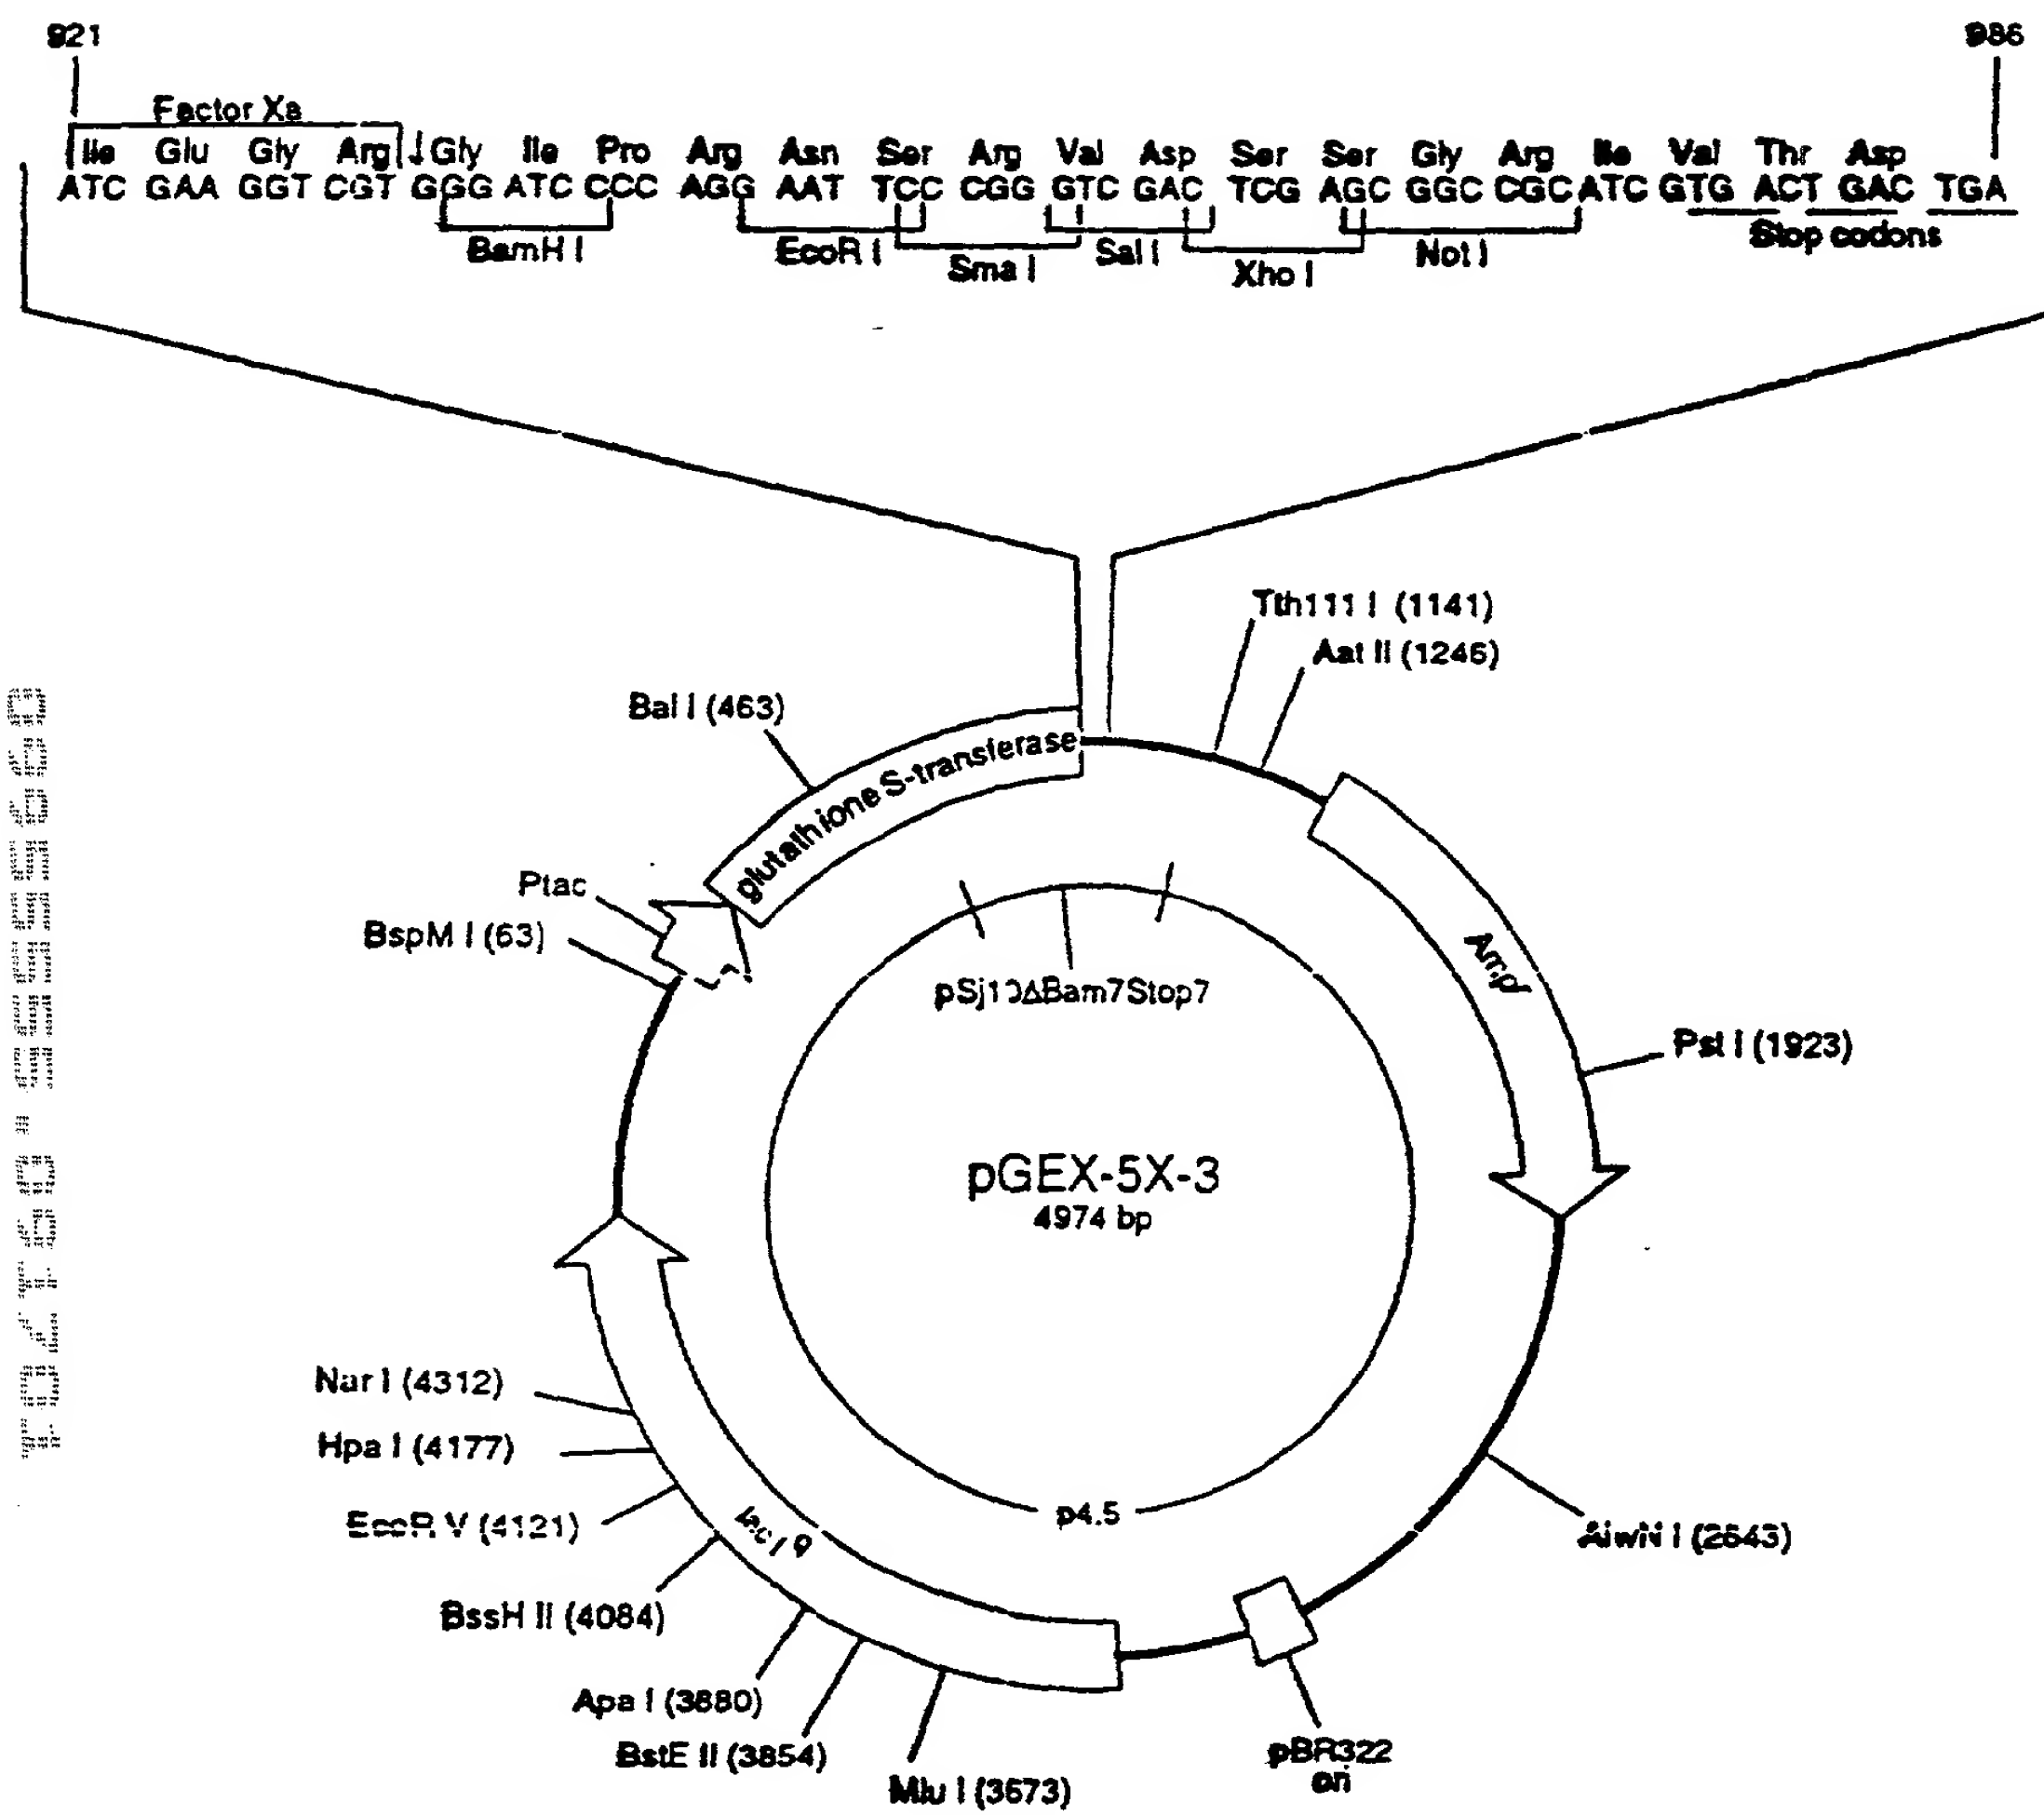 921 986
Factor Xa
Ile Glu Gly Arg ↓Gly Ile Pro Arg Asn Ser Arg Val Asp Ser Ser Gly Arg Ile Val Thr Asp
ATC GAA GGT CGT GGG ATC CCC AGG AAT TCC CGG GTC GAC TCG AGC GGC CGC ATC GTG ACT GAC TGA
BamH I EcoR I Sma I Sal I Xho I Not I Stop codons
Tth111 I (1141)
Aat II (1246)
Bal I (463)
glutathione S-transferase
Ptac
BspM I (63)
pSj10ΔBam7Stop7
Ampr
Pst I (1923)
pGEX-5X-3
4974 bp
Nar I (4312)
Hpa I (4177)
EcoR V (4121)
BssH II (4084)
Apa I (3880)
BstE II (3854)
Mlu I (3673)
lac I q
p4.5
AlwN I (2643)
pBR322
ori